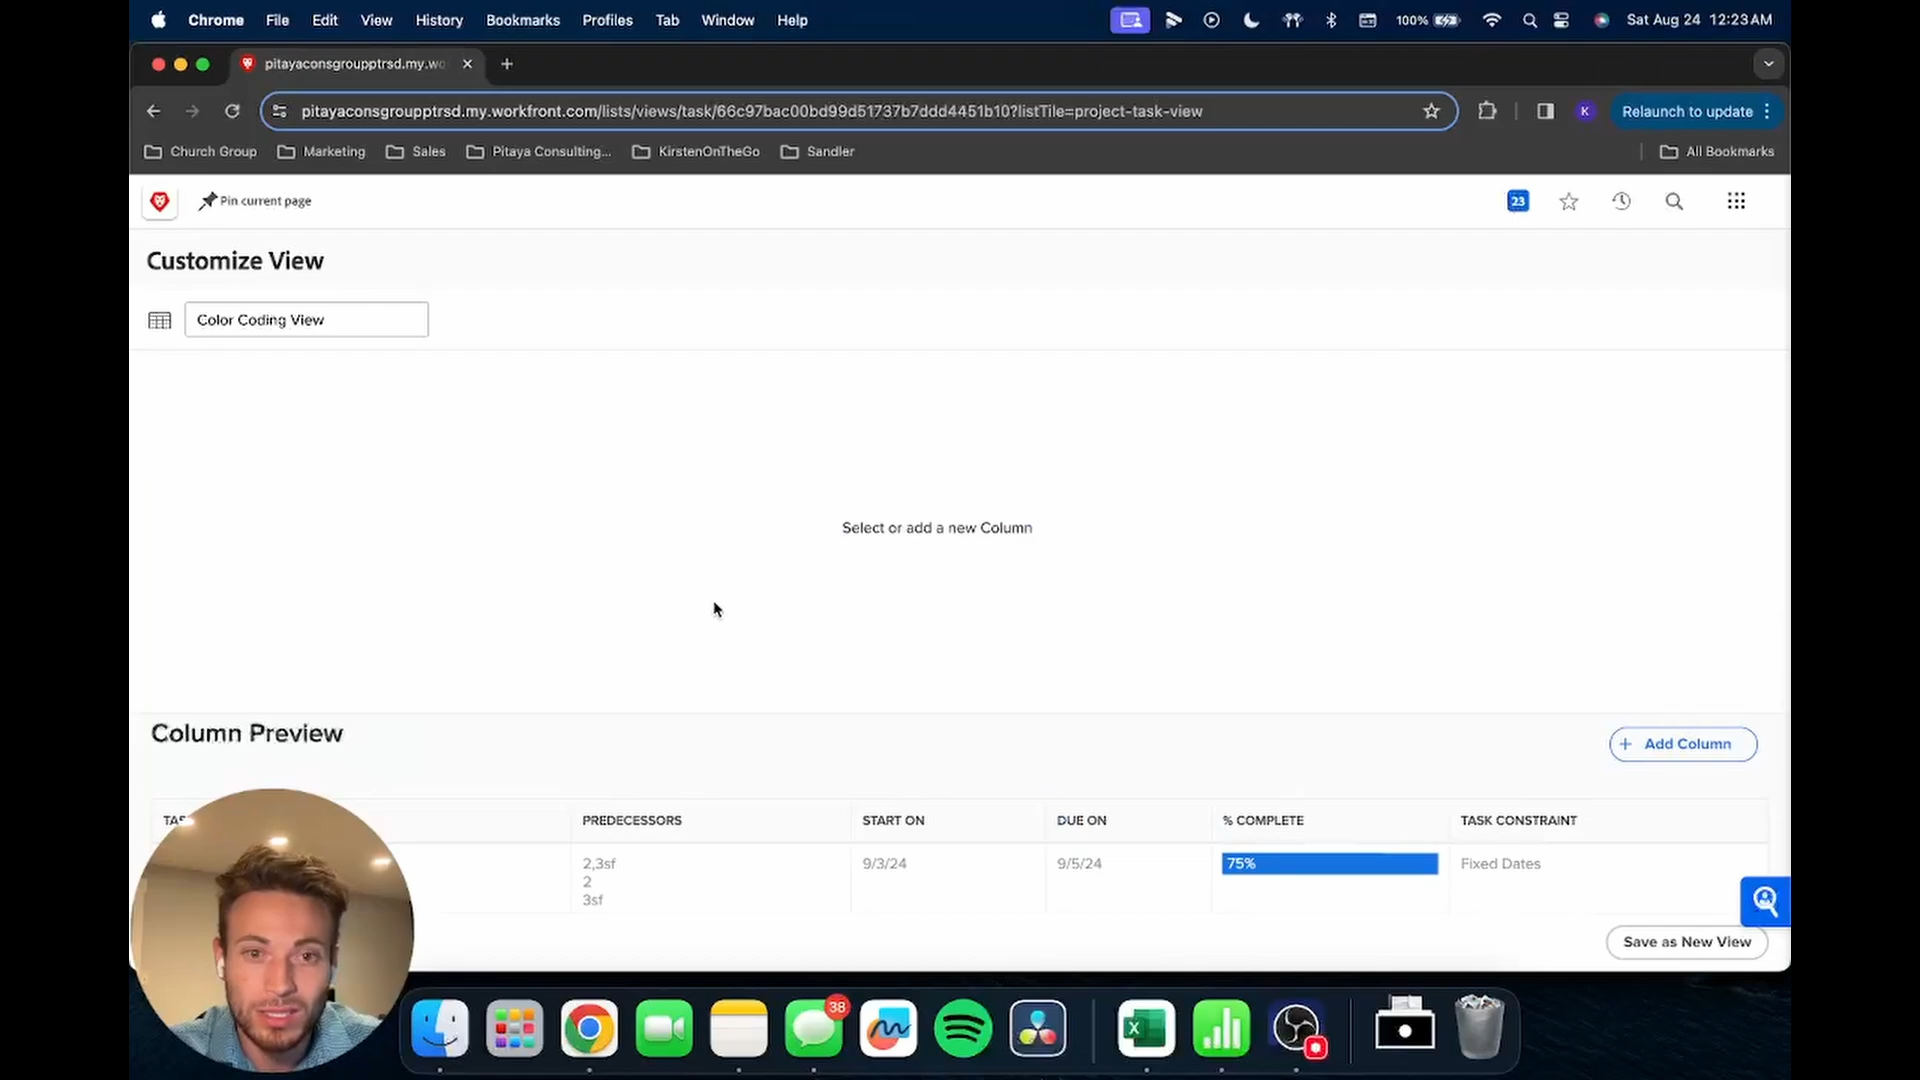 Chrome File Edit View History Bookmarks Profiles Tab Window Help 100% Sat Aug 24 12:23 AM
pitayaconsgroupptrsd.my.wo
pitayaconsgroupptrsd.my.workfront.com/lists/views/task/66c97bac00bd99d51737b7ddd4451b10?listTile=project-task-view K Relaunch to update
Church Group Marketing Sales Pitaya Consulting... KirstenOnTheGo Sandler All Bookmarks
Pin current page 23
Customize View
Color Coding View
Select or add a new Column
Column Preview
Add Column
PREDECESSORS START ON DUE ON % COMPLETE TASK CONSTRAINT
2,3sf 9/3/24 9/5/24 75% Fixed Dates
2
3sf
Save as New View
38